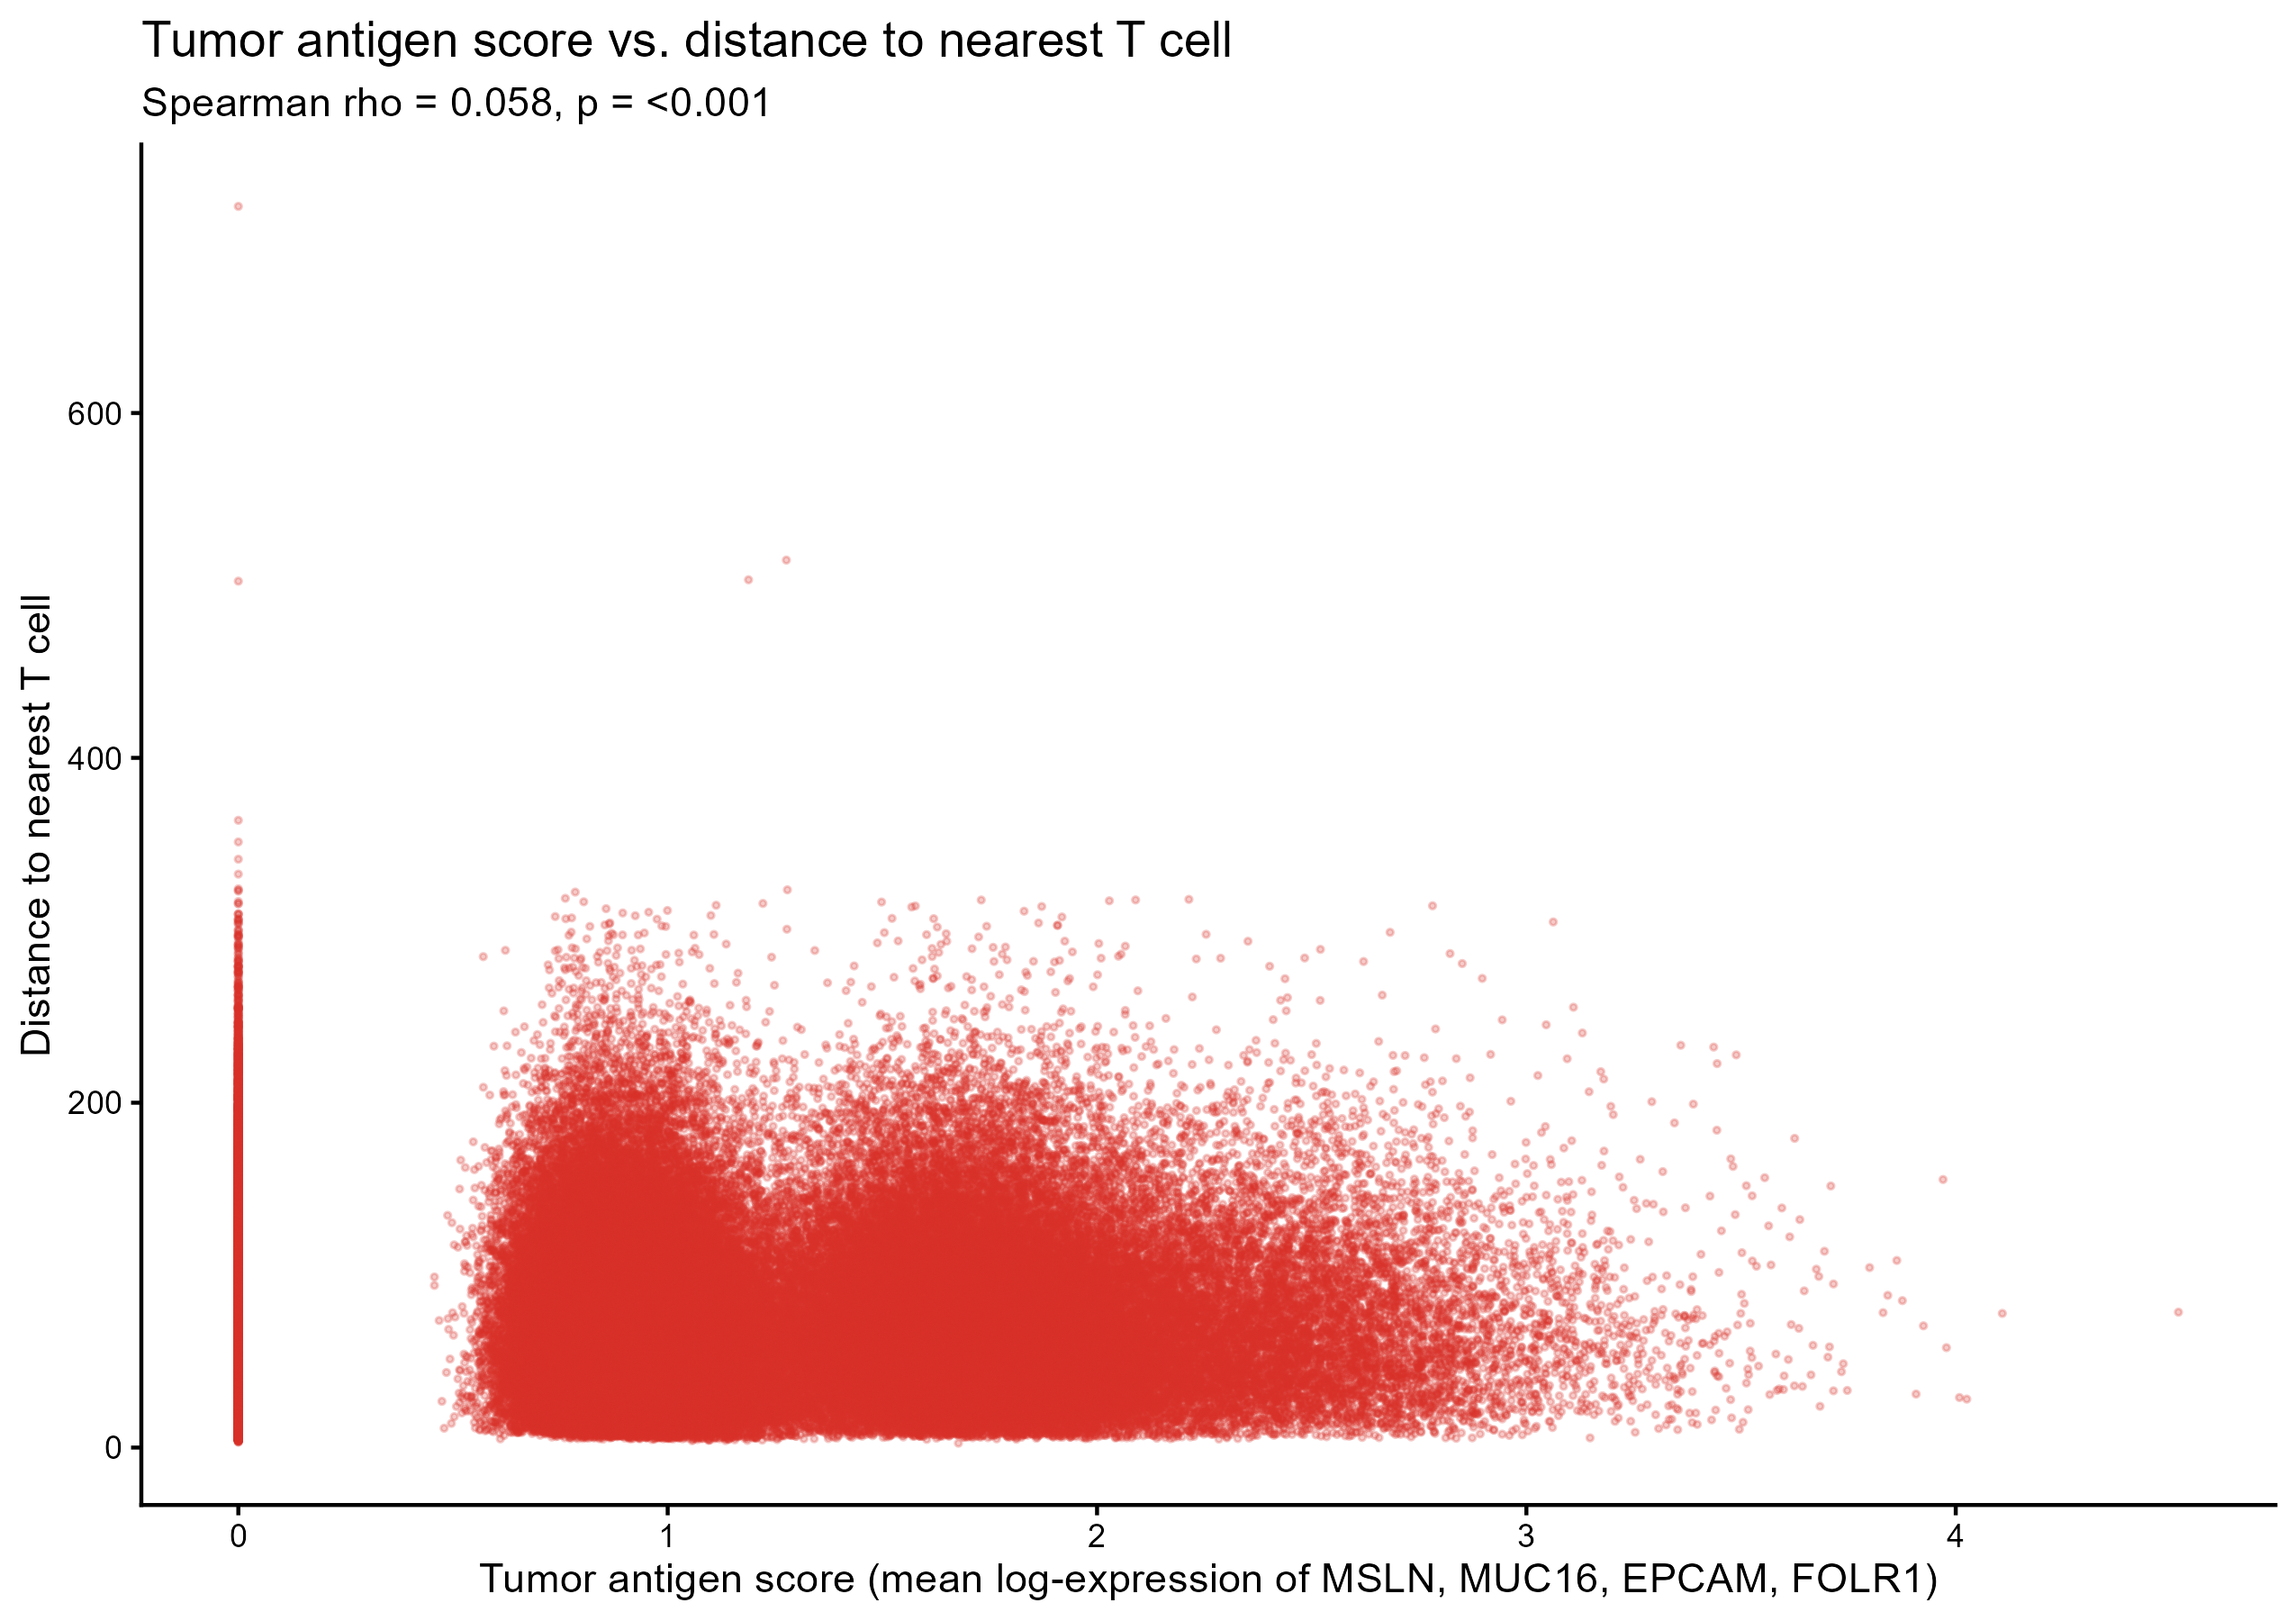 Tumor antigen score vs. distance to nearest T cell
Spearman rho = 0.058, p = <0.001
Distance to nearest T cell
600
400
200
0
0 1 2 3 4
Tumor antigen score (mean log-expression of MSLN, MUC16, EPCAM, FOLR1)